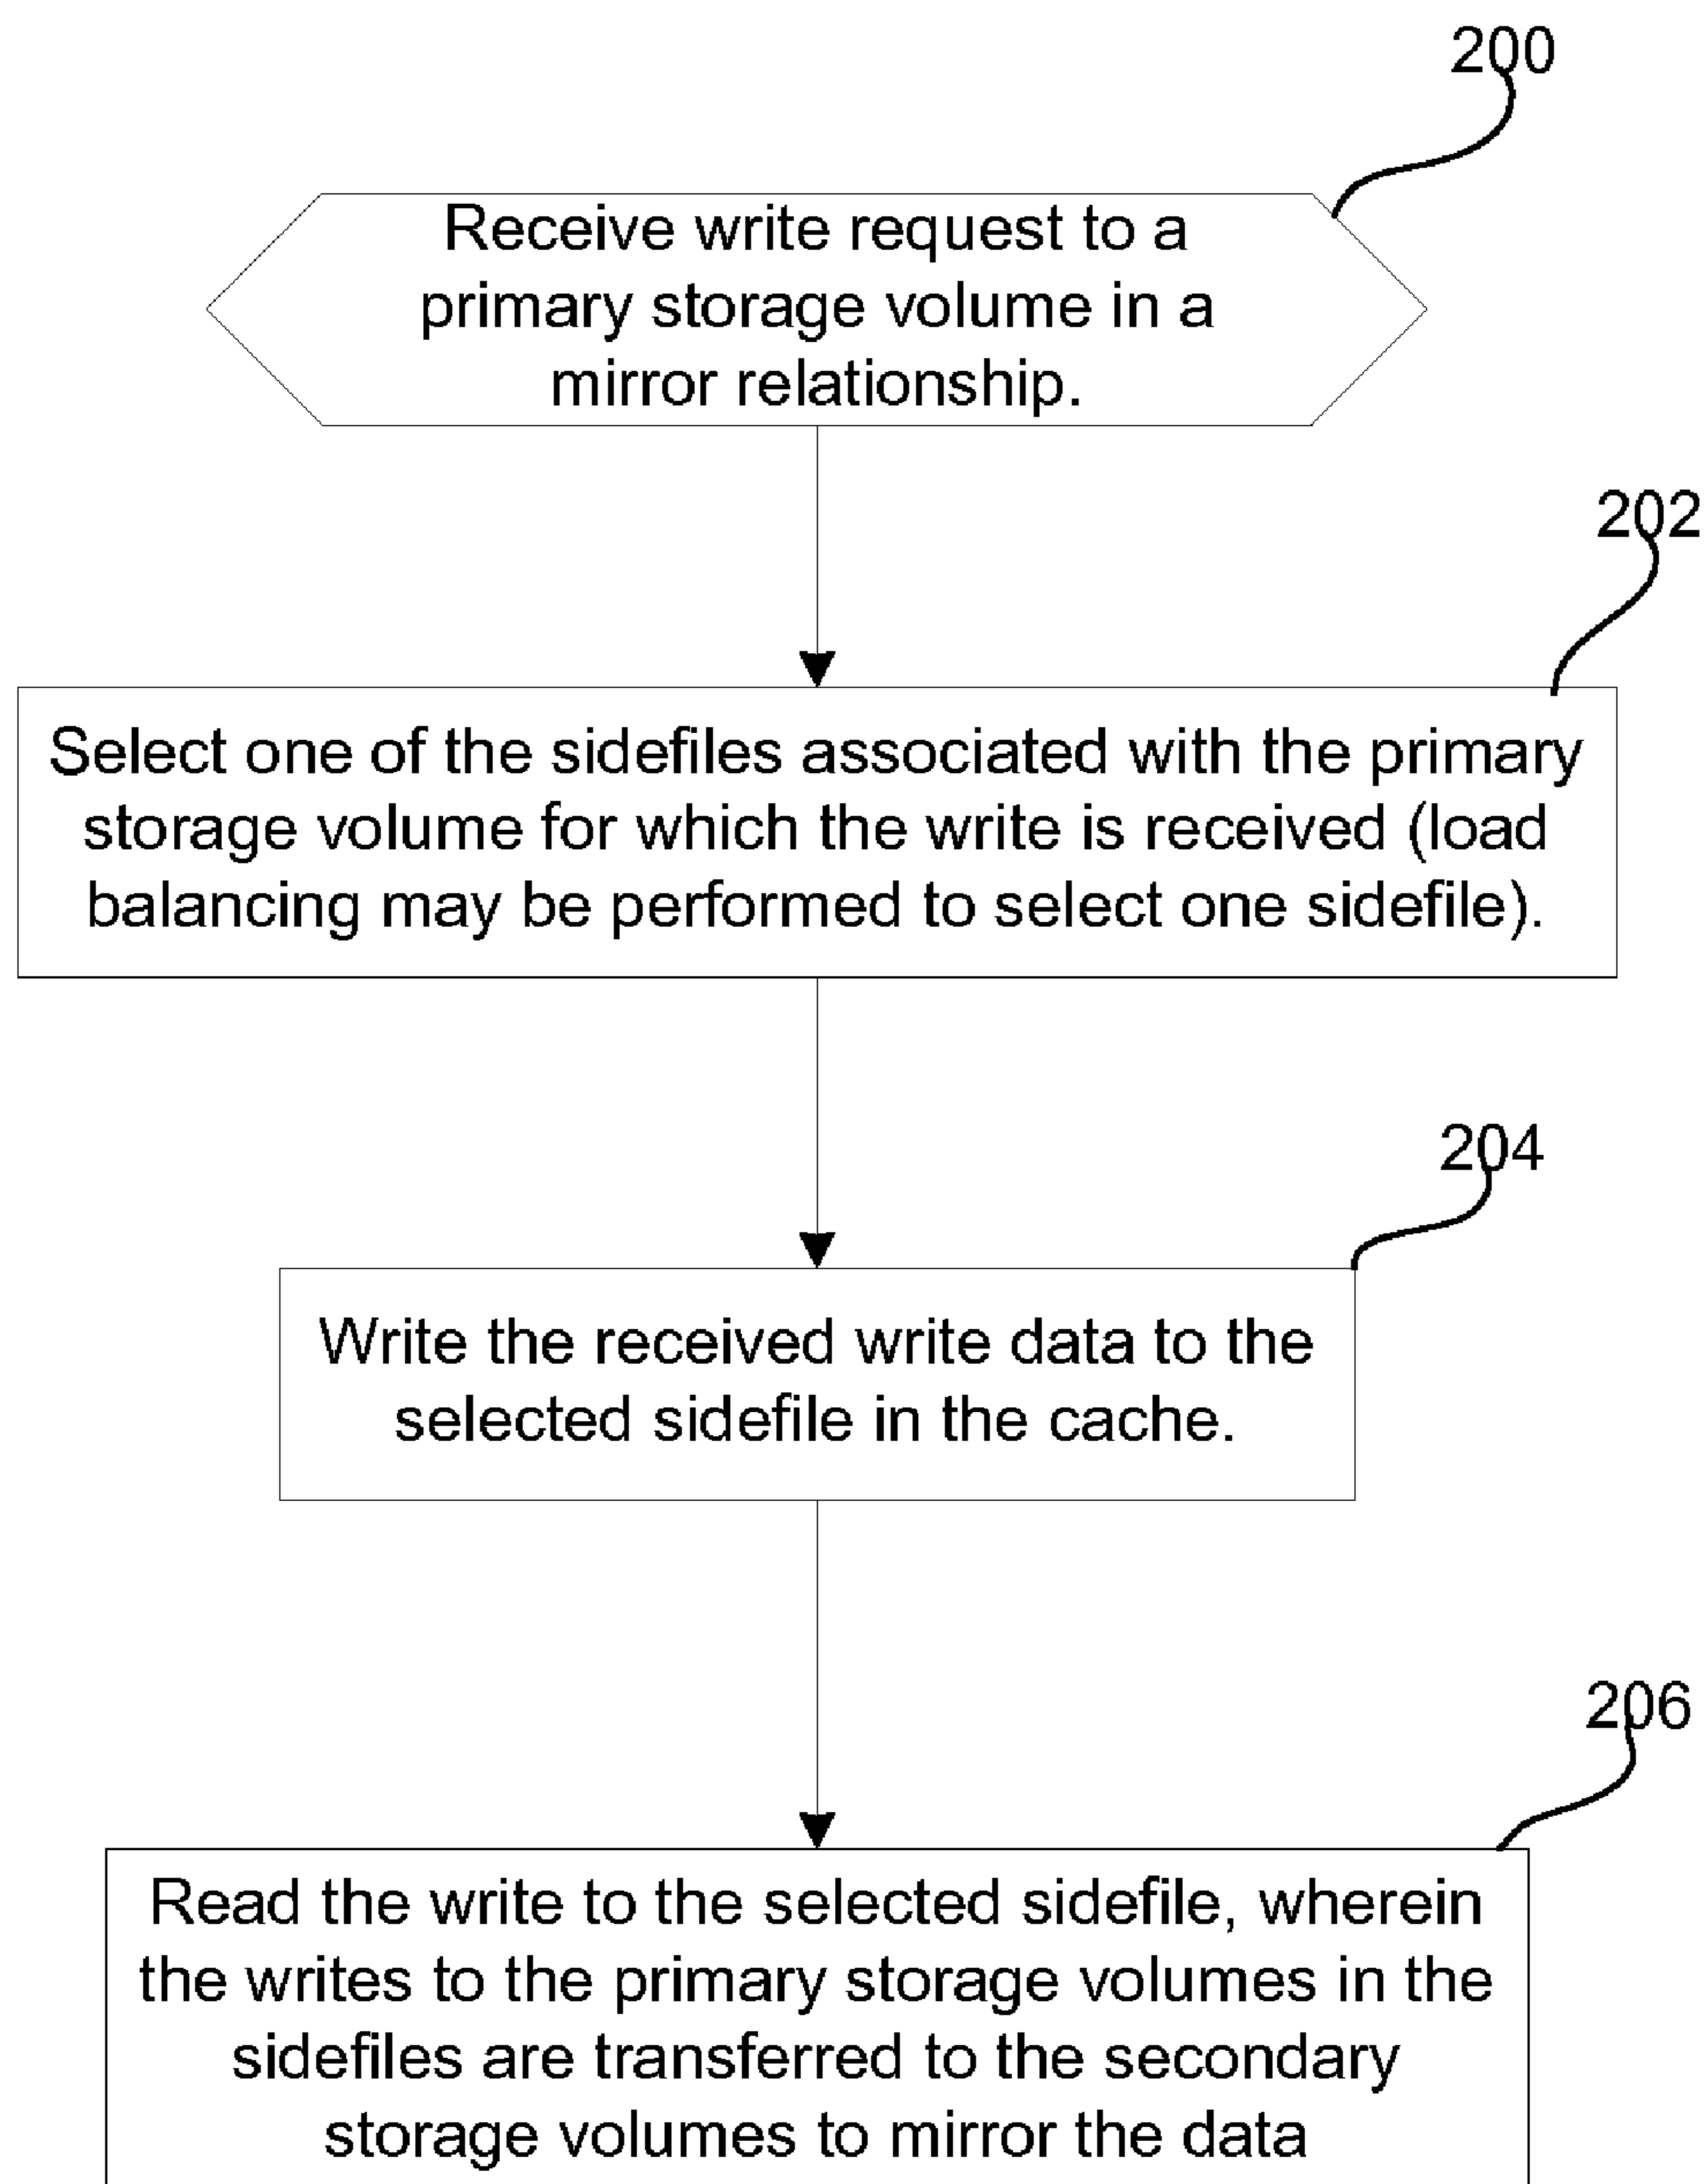 200
Receive write request to a
primary storage volume in a
mirror relationship.
202
Select one of the sidefiles associated with the primary
storage volume for which the write is received (load
balancing may be performed to select one sidefile).
204
Write the received write data to the
selected sidefile in the cache.
206
Read the write to the selected sidefile, wherein
the writes to the primary storage volumes in the
sidefiles are transferred to the secondary
storage volumes to mirror the data